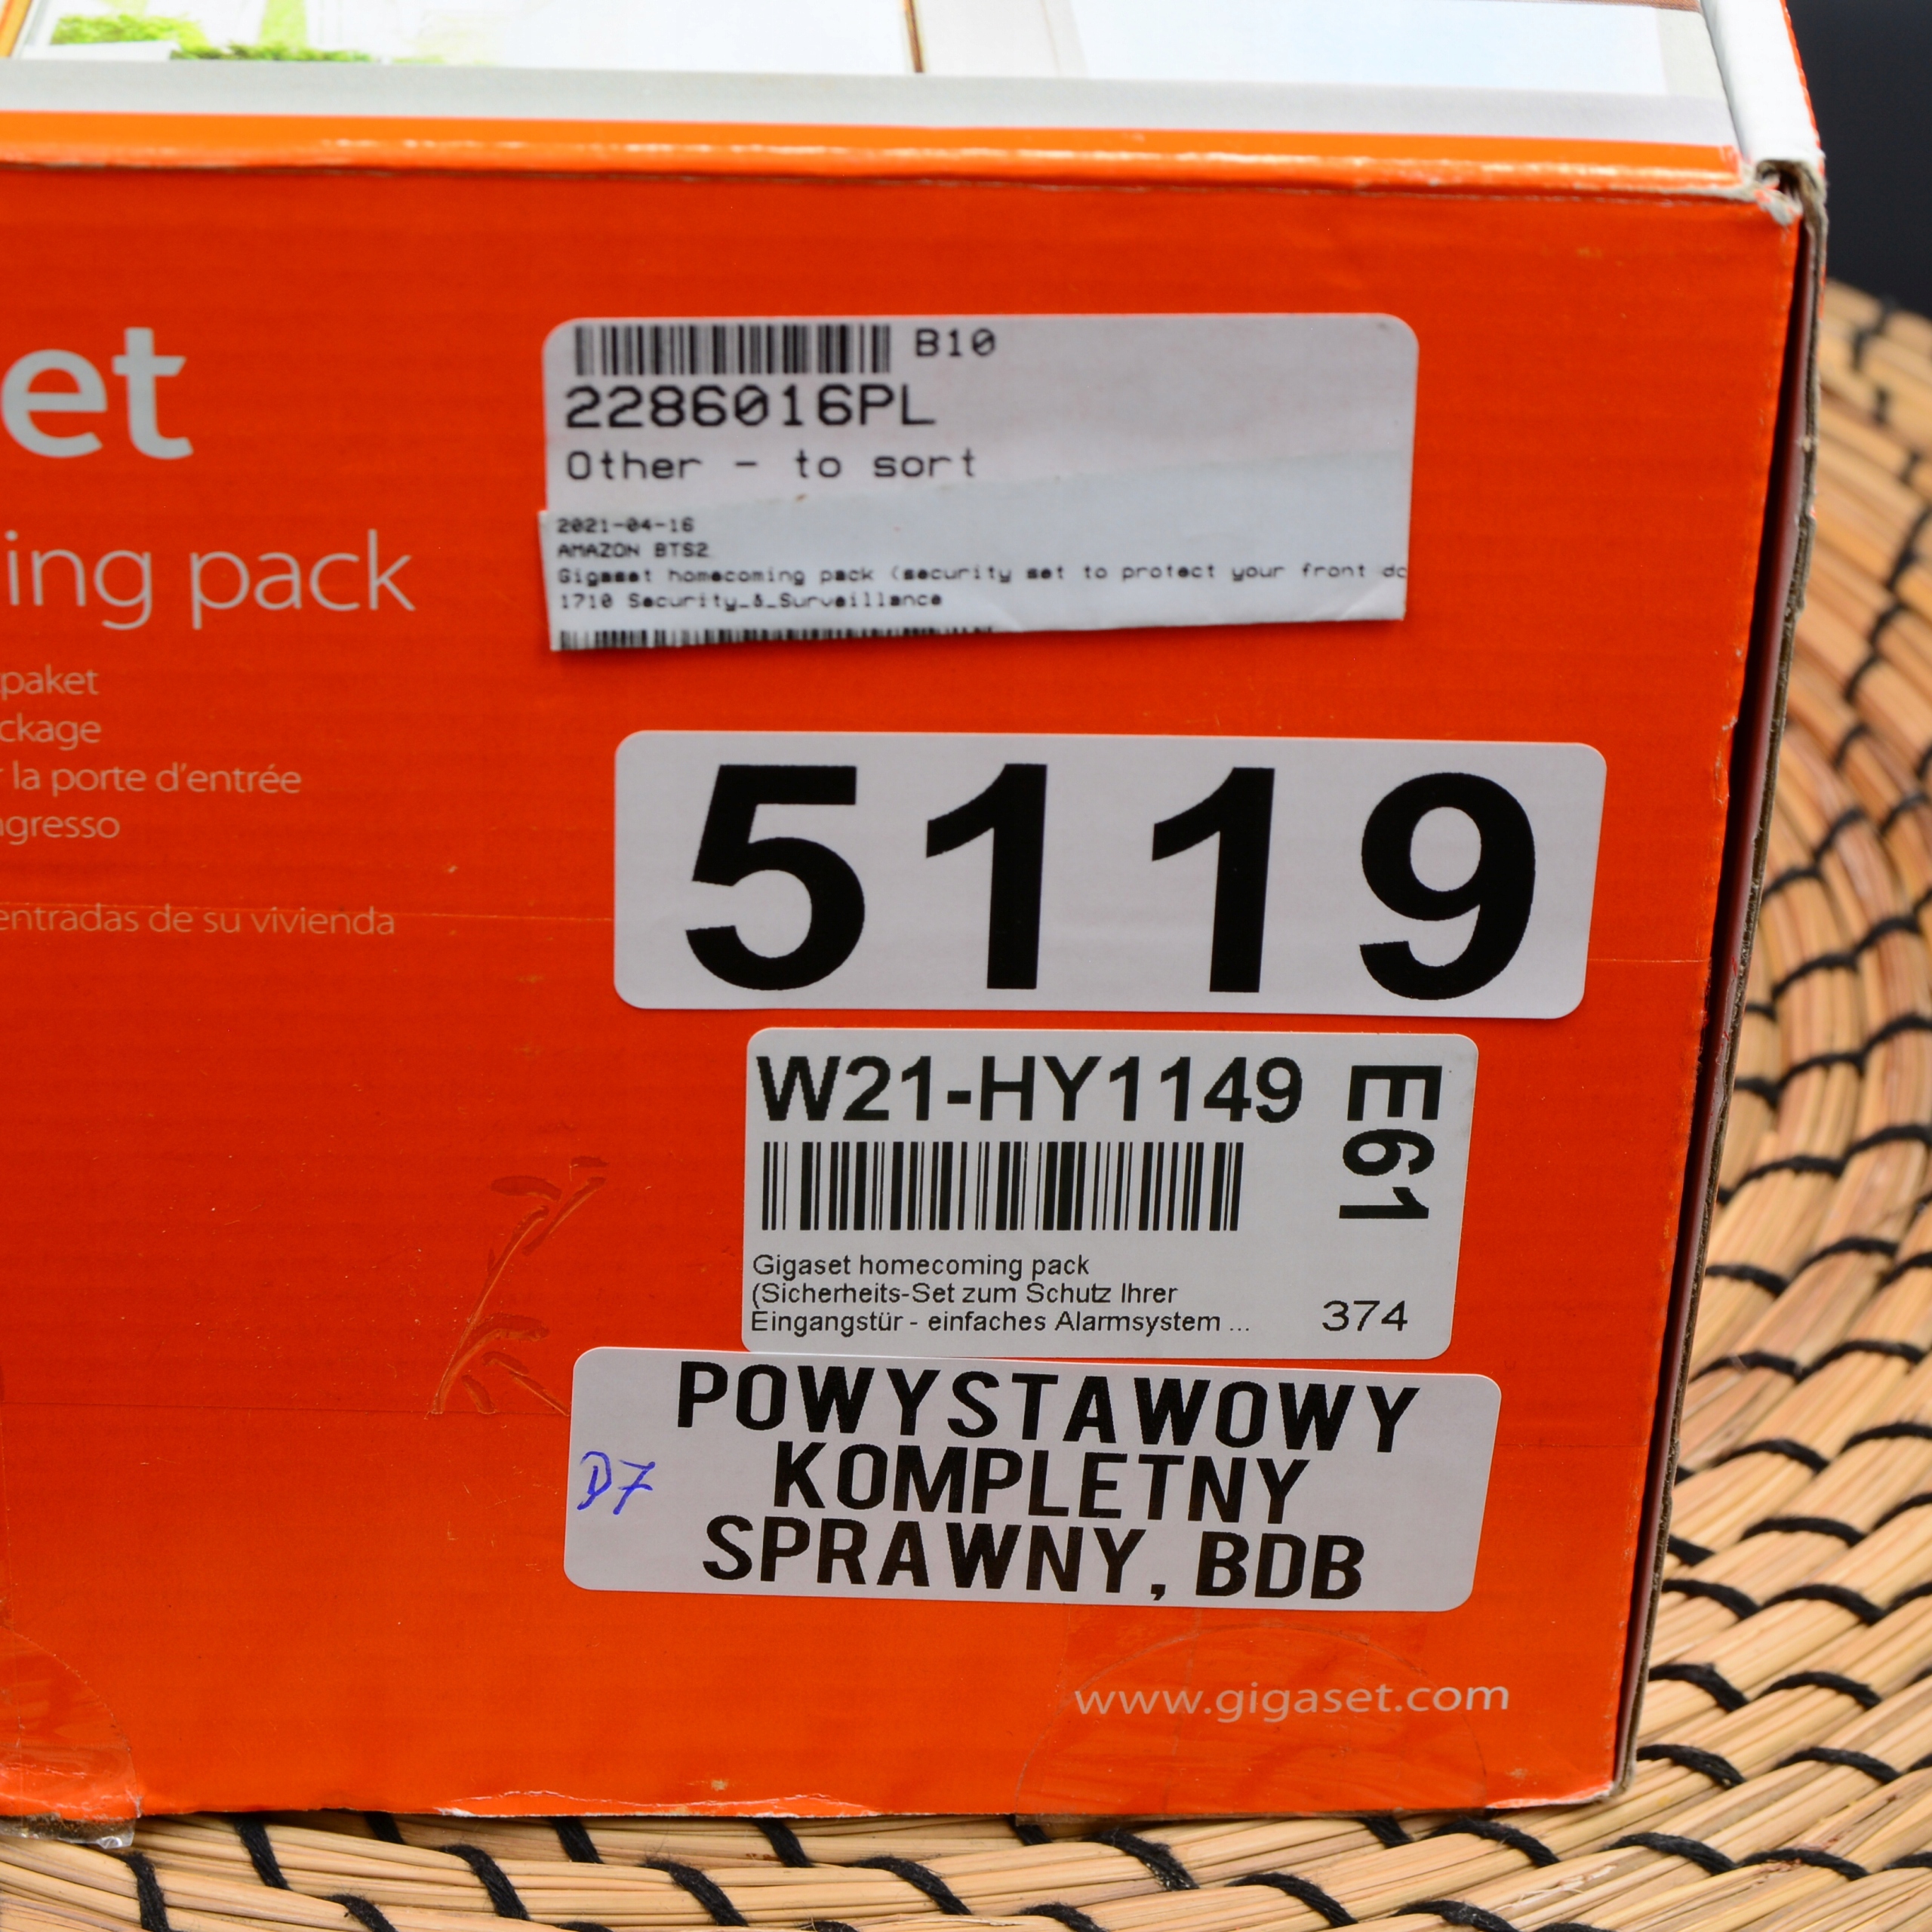 et
ing pack
paket
ckage
la porte d'entrée
ngresso
entradas de su vivienda
B10
2286016PL
Other - to sort
2021-04-16
AMAZON BTS2
Gigaset homecoming pack (security set to protect your front do
1710 Security_&_Surveillance
5119
W21-HY1149
E61
Gigaset homecoming pack
(Sicherheits-Set zum Schutz Ihrer
Eingangstür - einfaches Alarmsystem ...
374
POWYSTAWOWY
KOMPLETNY
SPRAWNY, BDB
D7
www.gigaset.com